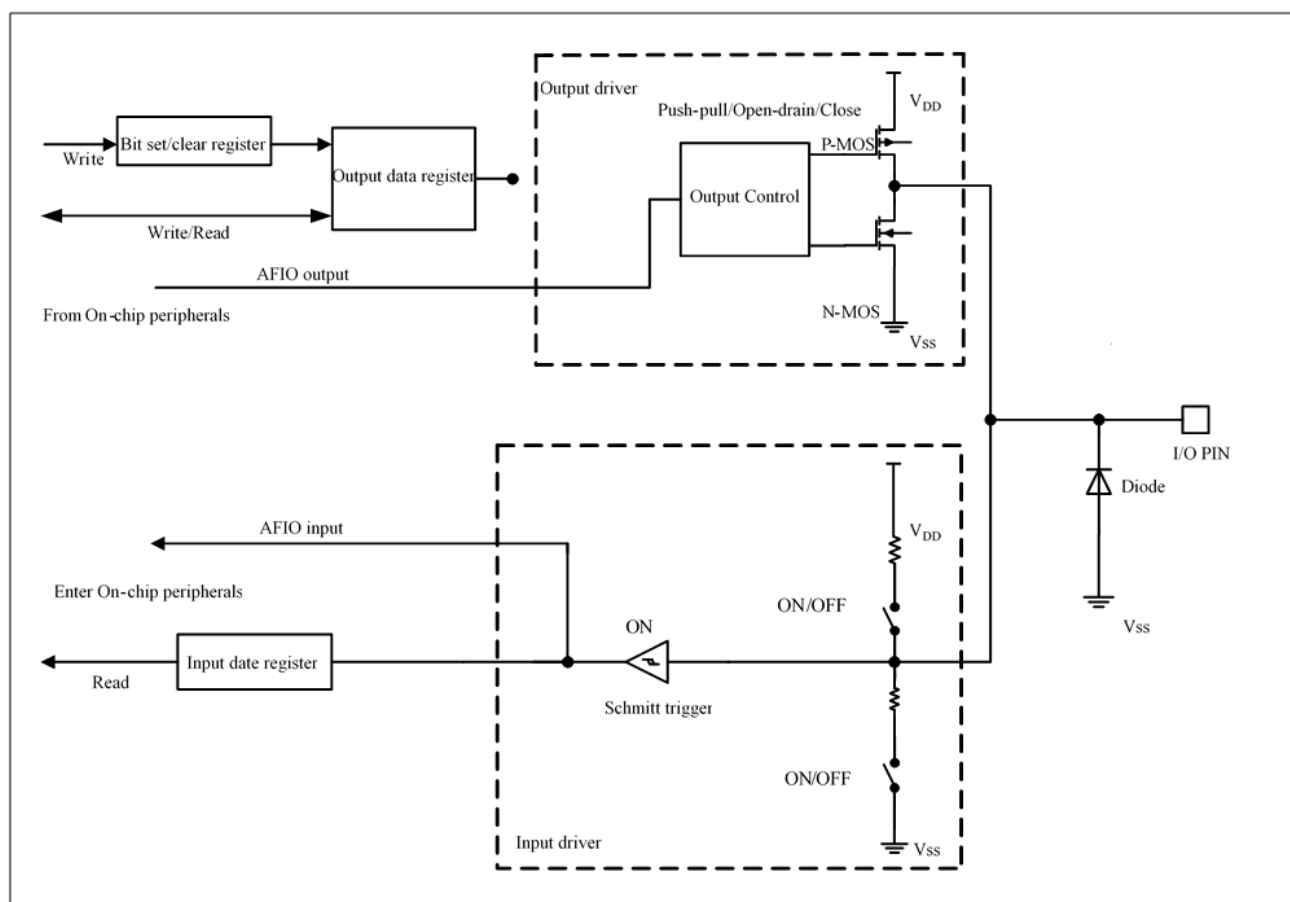 Output driver
Push-pull/Open-drain/Close
VDD
P-MOS
Write
Bit set/clear register
Output data register
Output Control
Write/Read
AFIO output
From On-chip peripherals
N-MOS
Vss
I/O PIN
Diode
Vss
AFIO input
VDD
Enter On-chip peripherals
ON/OFF
ON
Read
Input date register
Schmitt trigger
ON/OFF
Input driver
Vss